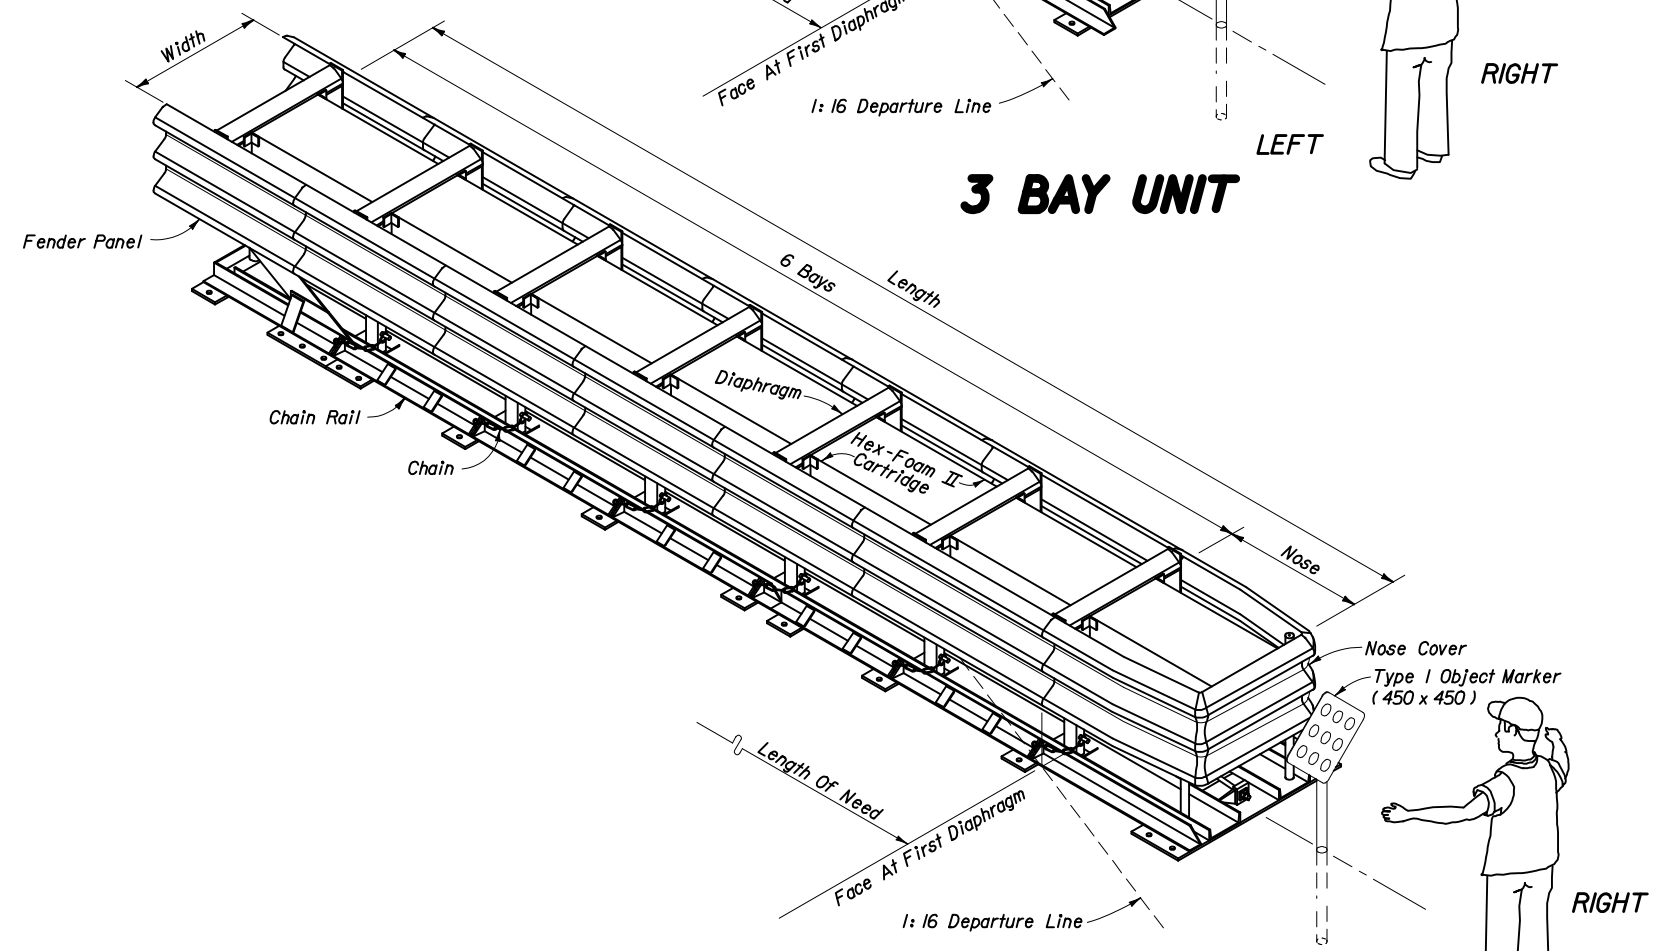 Width
Face At First Diaphragm
1:16 Departure Line
RIGHT
LEFT
3 BAY UNIT
Fender Panel
6 Bays
Length
Diaphragm
Hex-Foam II
Cartridge
Chain Rail
Chain
Nose
Nose Cover
Type 1 Object Marker
(450 x 450)
Length Of Need
Face At First Diaphragm
1:16 Departure Line
RIGHT